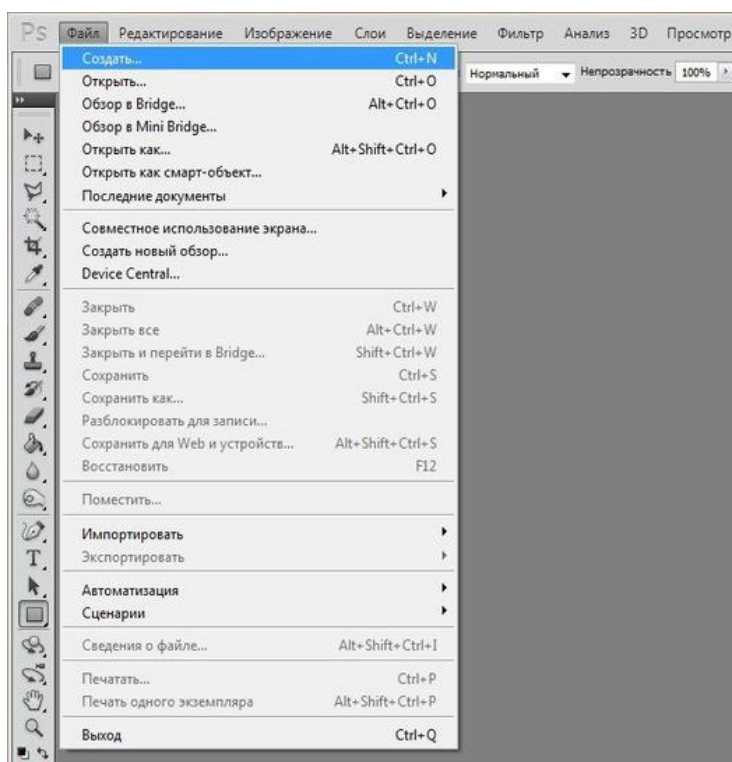 Ps Файл Редактирование Изображение Слои Выделение Фильтр Анализ 3D Просмотр
Нормальный Непрозрачность 100%
Создать... Ctrl+N
Открыть... Ctrl+O
Обзор в Bridge... Alt+Ctrl+O
Обзор в Mini Bridge...
Открыть как... Alt+Shift+Ctrl+O
Открыть как смарт-объект...
Последние документы
Совместное использование экрана...
Создать новый обзор...
Device Central...
Закрыть Ctrl+W
Закрыть все Alt+Ctrl+W
Закрыть и перейти в Bridge... Shift+Ctrl+W
Сохранить Ctrl+S
Сохранить как... Shift+Ctrl+S
Разблокировать для записи...
Сохранить для Web и устройств... Alt+Shift+Ctrl+S
Восстановить F12
Поместить...
Импортировать
Экспортировать
Автоматизация
Сценарии
Сведения о файле... Alt+Shift+Ctrl+I
Печатать... Ctrl+P
Печать одного экземпляра Alt+Shift+Ctrl+P
Выход Ctrl+Q